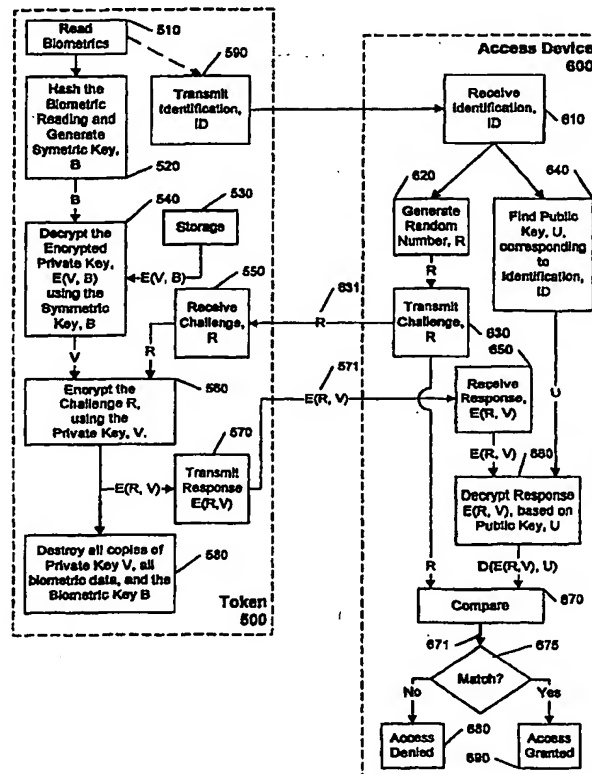 Read
Biometrics
510
Hash the
Biometric
Reading and
Generate
Symetric Key,
B
520
B
540
Decrypt the
Encrypted
Private Key,
E(V, B)
using the
Symmetric
Key, B
530
Storage
E(V, B)
590
Transmit
Identification,
ID
550
Receive
Challenge,
R
V
R
560
Encrypt the
Challenge R,
using the
Private Key, V.
570
E(R, V)
Transmit
Response
E(R,V)
Destroy all copies of
Private Key V, all
biometric data, and the
Biometric Key B
580
Token
500
631
R
571
E(R, V)
Access Device
600
Receive
Identification,
ID
610
620
Generate
Random
Number, R
640
Find Public
Key, U,
corresponding
to
Identification,
ID
R
Transmit
Challenge,
R
630
650
Receive
Response,
E(R, V)
U
E(R, V)
660
Decrypt Response
E(R, V), based on
Public Key, U
R
D(E(R,V), U)
Compare
670
671
675
Match?
No
Yes
Access
Denied
680
Access
Granted
690